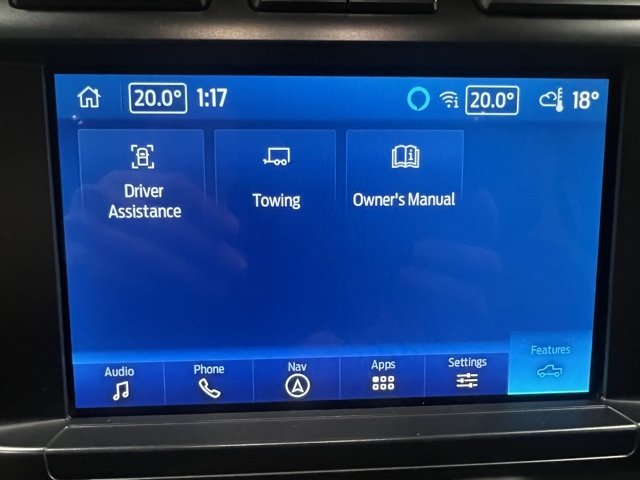 20.0° 1:17 20.0° 18°
Driver
Assistance
Towing
Owner's Manual
Audio Phone Nav Apps Settings Features